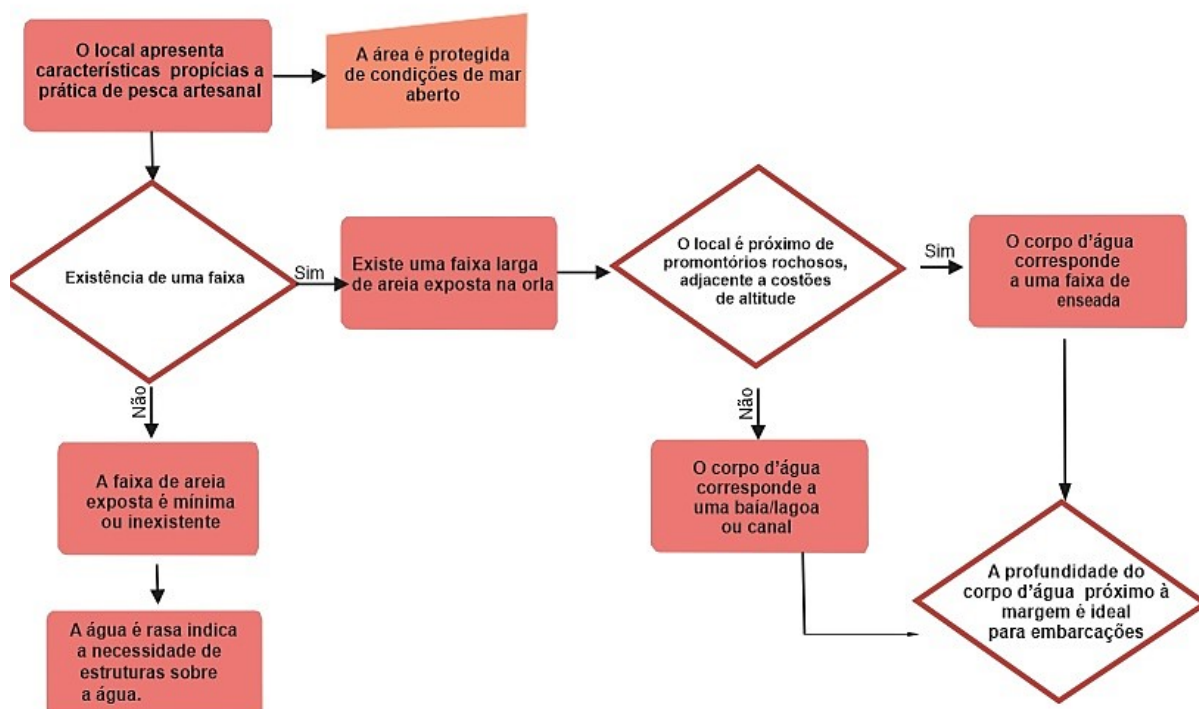 O local apresenta
características propícias a
prática de pesca artesanal
A área é protegida
de condições de mar
aberto
Existência de uma faixa
Sim
Existe uma faixa larga
de areia exposta na orla
O local é próximo de
promontórios rochosos,
adjacente a costões
de altitude
Sim
O corpo d'água
corresponde
a uma faixa de
enseada
Não
A faixa de areia
exposta é mínima
ou inexistente
Não
O corpo d'água
corresponde a
uma baía/lagoa
ou canal
A profundidade do
corpo d'água próximo à
margem é ideal
para embarcações
A água é rasa indica
a necessidade de
estruturas sobre
a água.